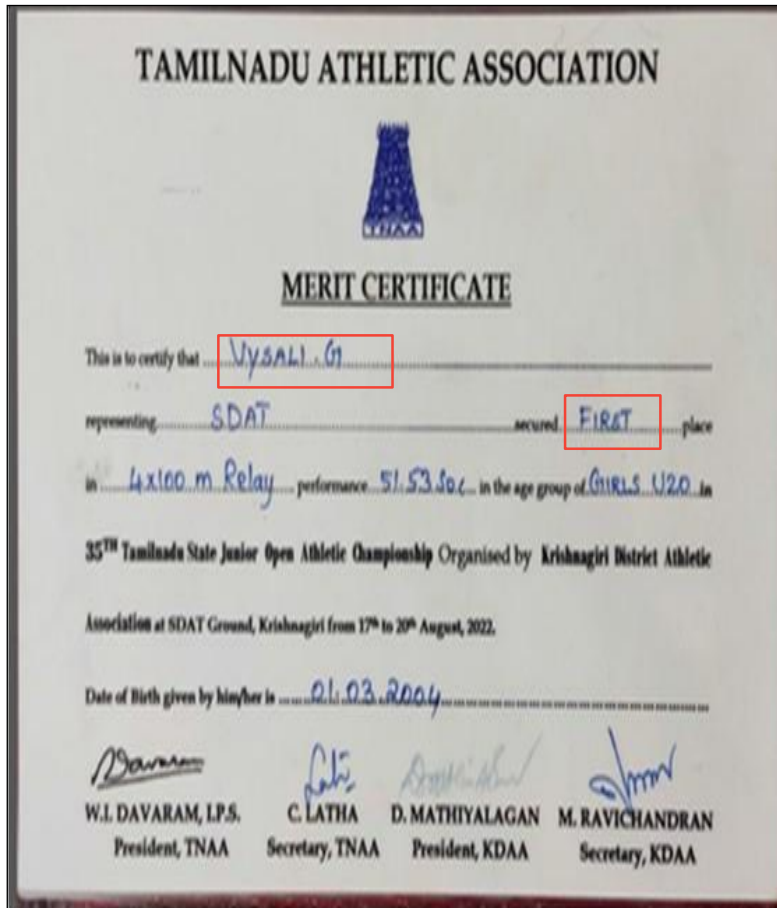 TAMILNADU ATHLETIC ASSOCIATION
TNAA
MERIT CERTIFICATE
This is to certify that VYSALI.G
representing SDAT secured FIRST place
in 4x100 m Relay performance 51.53 Sec in the age group of GIRLS U20 in
35TH Tamilnadu State Junior Open Athletic Championship Organised by Krishnagiri District Athletic
Association at SDAT Ground, Krishnagiri from 17th to 20th August, 2022.
Date of Birth given by him/her is 01.03.2004
Davaram Latha
W.I. DAVARAM, I.P.S. C. LATHA D. MATHIYALAGAN M. RAVICHANDRAN
President, TNAA Secretary, TNAA President, KDAA Secretary, KDAA